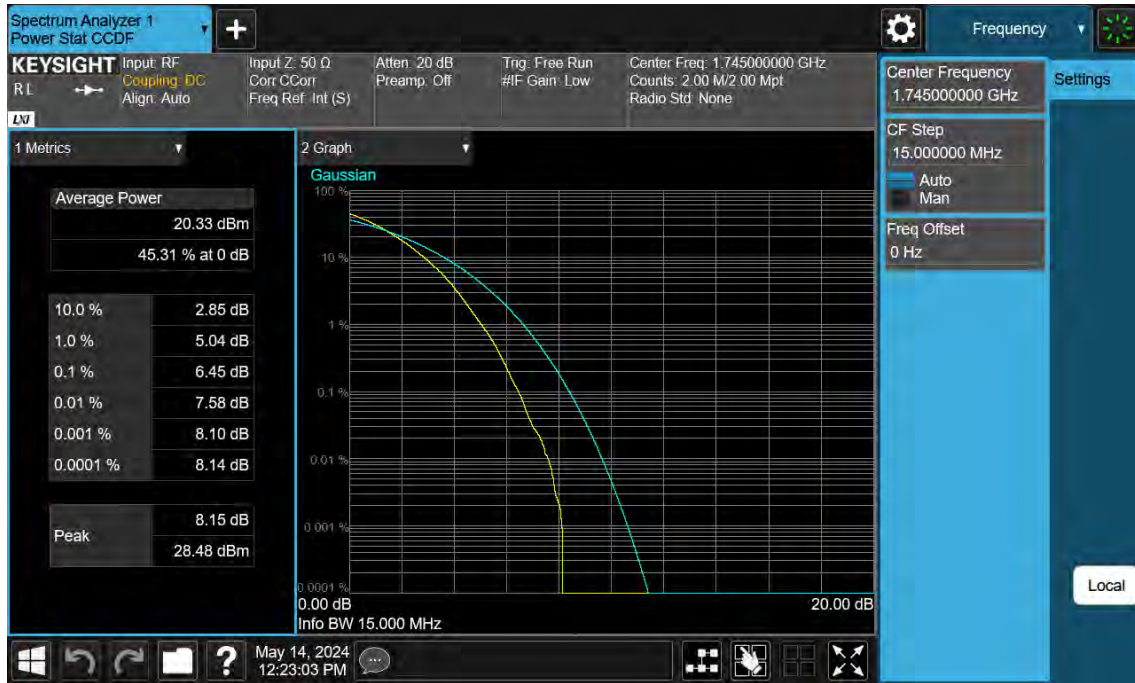 Spectrum Analyzer 1
Power Stat CCDF
+
Frequency
KEYSIGHT
R L
LXI
Input: RF
Coupling: DC
Align: Auto
Input Z: 50 Ω
Corr CCorr
Freq Ref: Int (S)
Atten: 20 dB
Preamp: Off
Trig: Free Run
#IF Gain: Low
Center Freq: 1.745000000 GHz
Counts: 2.00 M/2.00 Mpt
Radio Std: None
Center Frequency
1.745000000 GHz
Settings
CF Step
15.000000 MHz
Auto
Man
Freq Offset
0 Hz
Local
1 Metrics
Average Power
20.33 dBm
45.31 % at 0 dB
10.0 % 2.85 dB
1.0 % 5.04 dB
0.1 % 6.45 dB
0.01 % 7.58 dB
0.001 % 8.10 dB
0.0001 % 8.14 dB
Peak 8.15 dB
28.48 dBm
2 Graph
Gaussian
100 %
10 %
1 %
0.1 %
0.01 %
0.001 %
0.0001 %
0.00 dB 20.00 dB
Info BW 15.000 MHz
?
May 14, 2024
12:23:03 PM